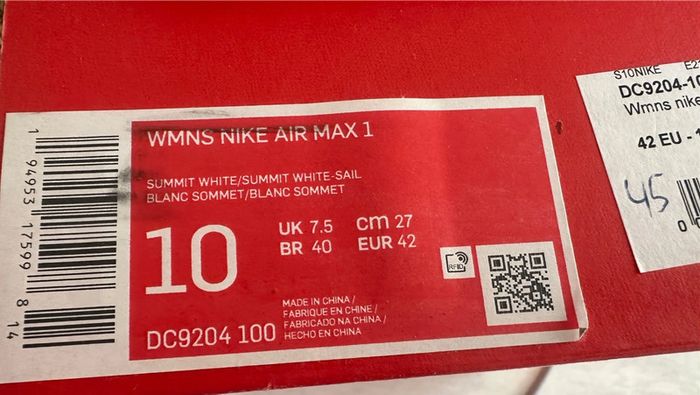 WMNS NIKE AIR MAX 1
SUMMIT WHITE/SUMMIT WHITE-SAIL
BLANC SOMMET/BLANC SOMMET
10
UK 7.5 cm 27
BR 40 EUR 42
RFID
MADE IN CHINA /
FABRIQUE EN CHINE /
FABRICADO NA CHINA /
HECHO EN CHINA
DC9204 100
1 94953 17599 8 14
S10NIKE
DC9204-10
Wmns nike
42 EU -
45
0